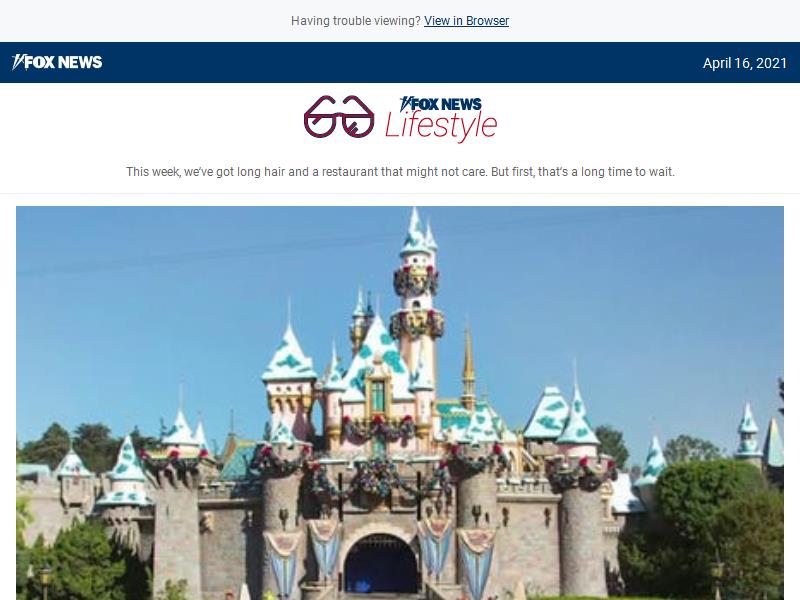 Having trouble viewing? View in Browser
FOX NEWS
April 16, 2021
FOX NEWS
Lifestyle
This week, we've got long hair and a restaurant that might not care. But first, that's a long time to wait.